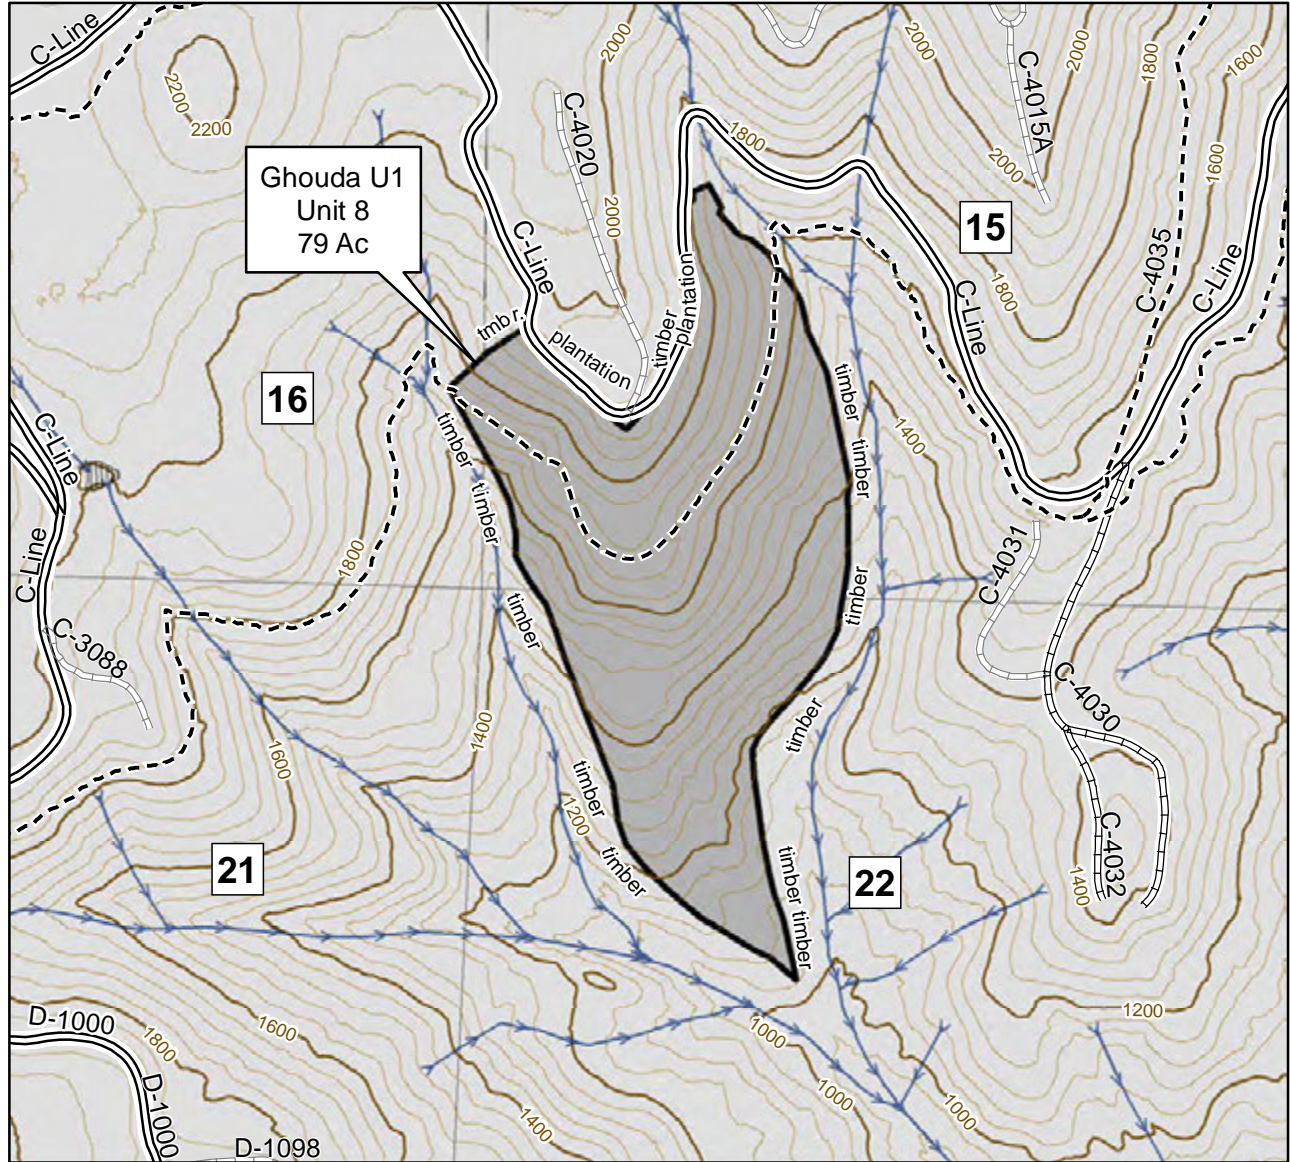 C-Line
2200
2200
2000
C-4020
2000
1800
2000
2000
C-4015A
2000
1800
1600
1600
Ghouda U1
Unit 8
79 Ac
C-Line
15
C-4035
C-Line
1800
C-Line
tmbr.
plantation
timber
plantation
16
timber
timber
timber
timber
1400
C-Line
C-Line
1800
C-4031
timber
timber
C-3088
C-4030
timber
1400
1600
timber
1200
timber
timber
timber
21
22
C-4032
1400
D-1000
1800
1600
D-1000
D-1098
1400
1000
1000
1000
1200